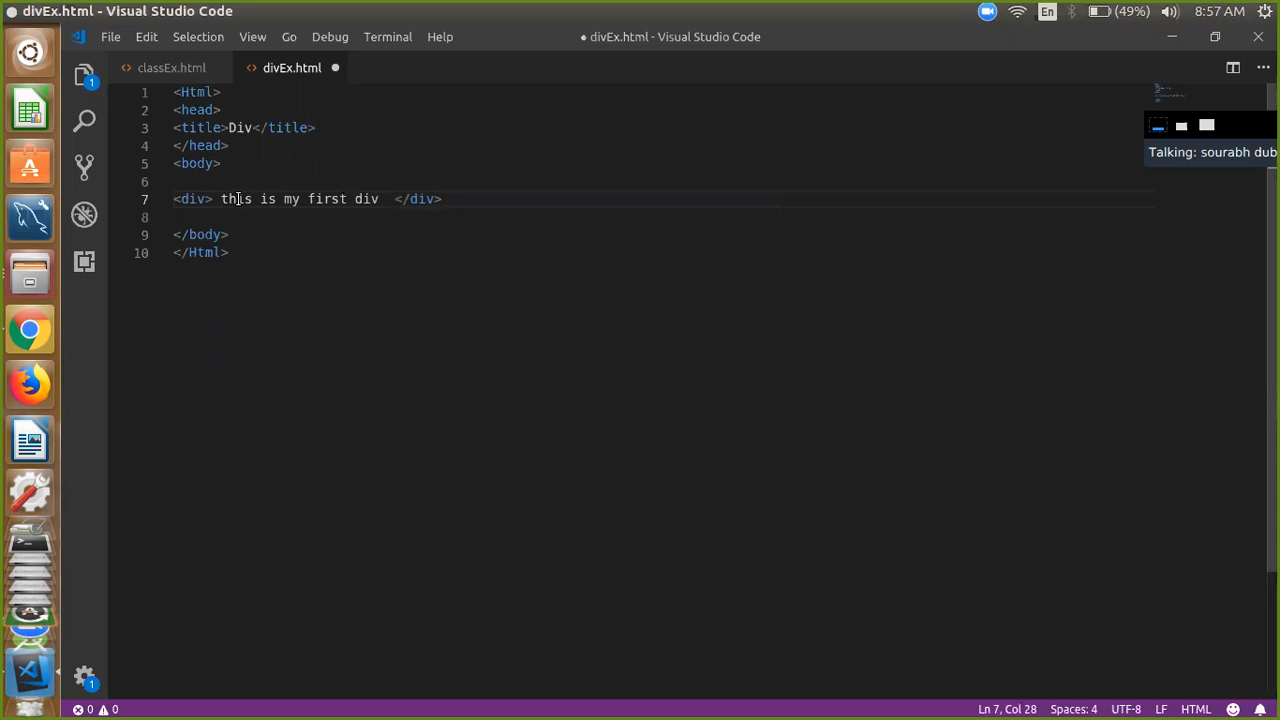 divEx.html - Visual Studio Code
En
(49%)
8:57 AM
File Edit Selection View Go Debug Terminal Help
● divEx.html - Visual Studio Code
classEx.html
divEx.html
1 <Html>
2 <head>
3 <title>Div</title>
4 </head>
5 <body>
6
7 <div> this is my first div  </div>
8
9 </body>
10 </Html>
Talking: sourabh dub
1
1
0 0
Ln 7, Col 28
Spaces: 4
UTF-8
LF
HTML